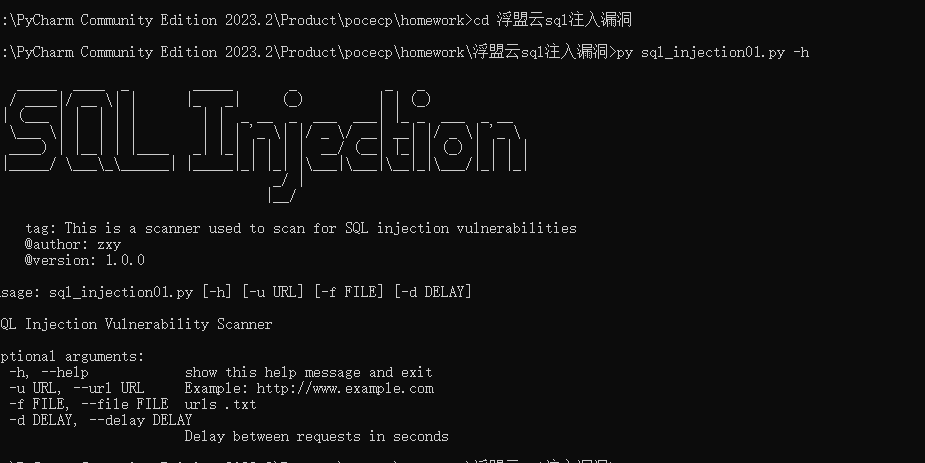 :\PyCharm Community Edition 2023.2\Product\pocecp\homework>cd 浮盟云sql注入漏洞
:\PyCharm Community Edition 2023.2\Product\pocecp\homework\浮盟云sql注入漏洞>py sql_injection01.py -h
SQL Injection
tag: This is a scanner used to scan for SQL injection vulnerabilities
@author: zxy
@version: 1.0.0
sage: sql_injection01.py [-h] [-u URL] [-f FILE] [-d DELAY]
QL Injection Vulnerability Scanner
ptional arguments:
-h, --help show this help message and exit
-u URL, --url URL Example: http://www.example.com
-f FILE, --file FILE urls .txt
-d DELAY, --delay DELAY
Delay between requests in seconds